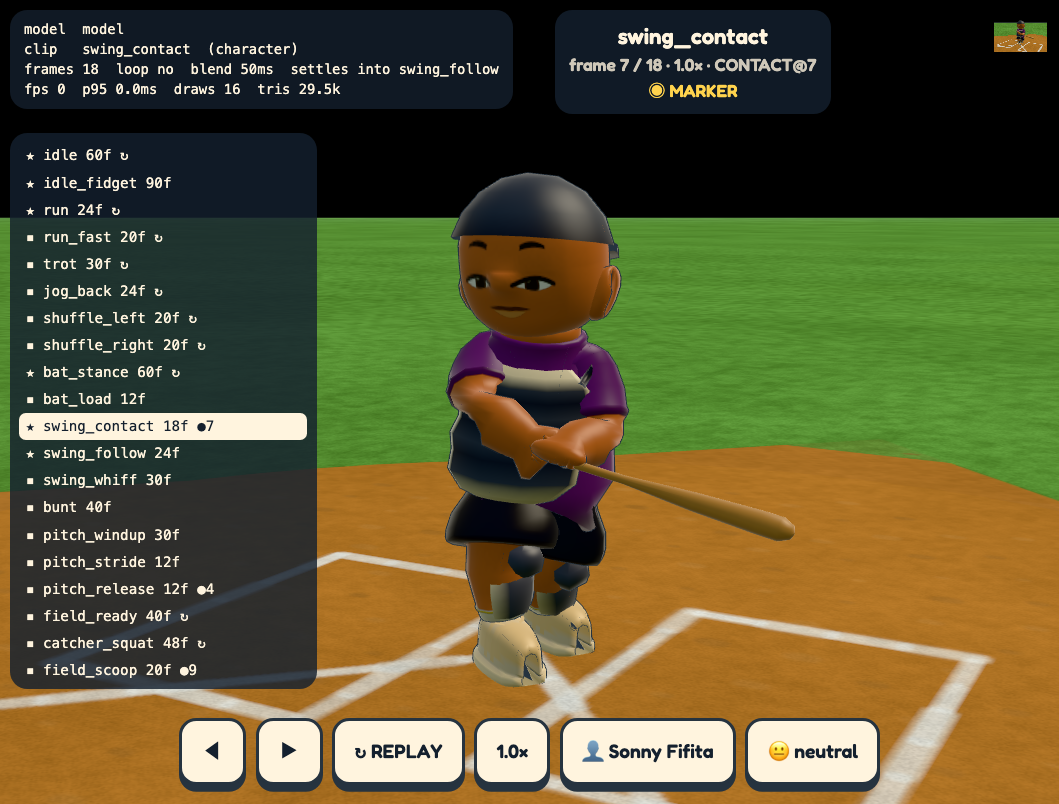 model model
clip swing_contact (character)
frames 18 loop no blend 50ms settles into swing_follow
fps 0 p95 0.0ms draws 16 tris 29.5k
swing_contact
frame 7 / 18 · 1.0× · CONTACT@7
◉ MARKER
★ idle 60f ↻
★ idle_fidget 90f
★ run 24f ↻
▪ run_fast 20f ↻
▪ trot 30f ↻
▪ jog_back 24f ↻
▪ shuffle_left 20f ↻
▪ shuffle_right 20f ↻
★ bat_stance 60f ↻
▪ bat_load 12f
★ swing_contact 18f ●7
★ swing_follow 24f
▪ swing_whiff 30f
▪ bunt 40f
▪ pitch_windup 30f
▪ pitch_stride 12f
▪ pitch_release 12f ●4
▪ field_ready 40f ↻
▪ catcher_squat 48f ↻
▪ field_scoop 20f ●9
◀ ▶ ↻ REPLAY 1.0× 👤 Sonny Fifita 😐 neutral